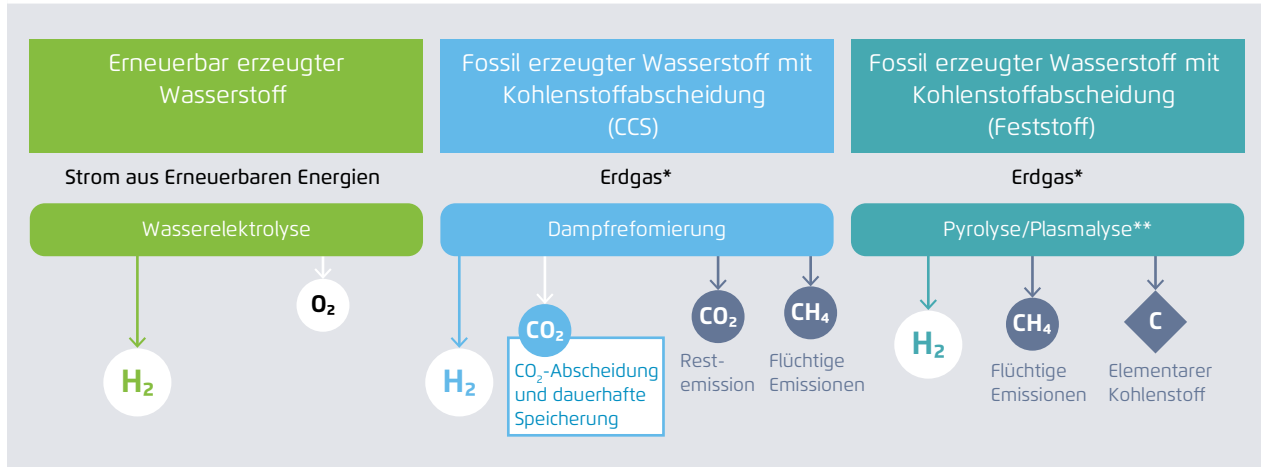 Erneuerbar erzeugter
Wasserstoff
Strom aus Erneuerbaren Energien
Wasserelektrolyse
O₂
H₂
Fossil erzeugter Wasserstoff mit
Kohlenstoffabscheidung
(CCS)
Erdgas*
Dampfrefomierung
H₂
CO₂
CO₂-Abscheidung
und dauerhafte
Speicherung
CO₂
Rest-
emission
CH₄
Flüchtige
Emissionen
Fossil erzeugter Wasserstoff mit
Kohlenstoffabscheidung
(Feststoff)
Erdgas*
Pyrolyse/Plasmalyse**
H₂
CH₄
Flüchtige
Emissionen
C
Elementarer
Kohlenstoff